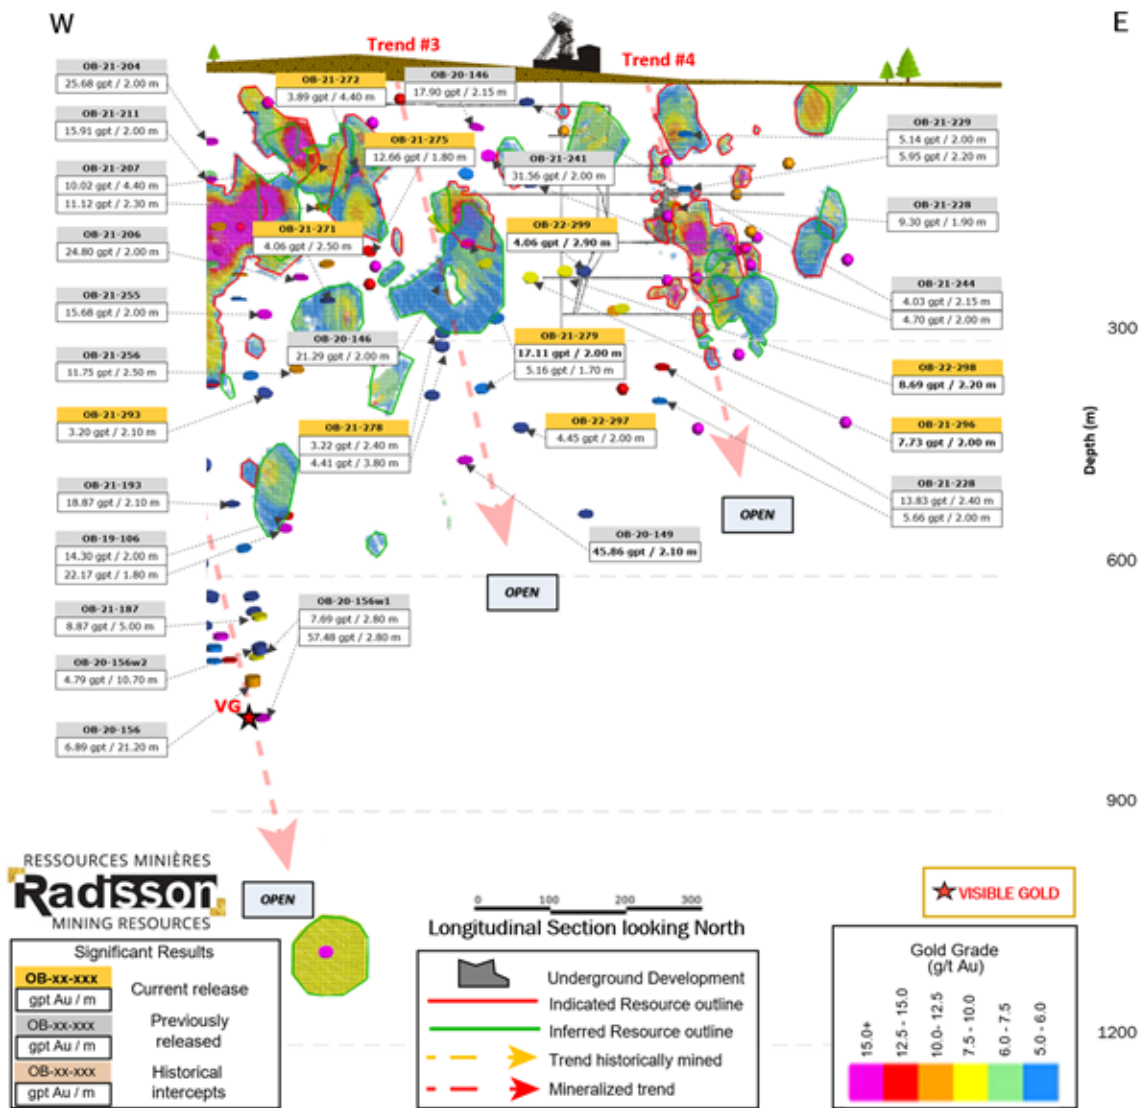 W
E
Trend #3
Trend #4
OB-21-204
25.68 gpt / 2.00 m
OB-21-211
15.91 gpt / 2.00 m
OB-21-207
10.02 gpt / 4.40 m
11.12 gpt / 2.30 m
OB-21-206
24.80 gpt / 2.00 m
OB-21-255
15.68 gpt / 2.00 m
OB-21-256
11.75 gpt / 2.50 m
OB-21-293
3.20 gpt / 2.10 m
OB-21-193
18.87 gpt / 2.10 m
OB-19-106
14.30 gpt / 2.00 m
22.17 gpt / 1.80 m
OB-21-187
8.87 gpt / 5.00 m
OB-20-156w2
4.79 gpt / 10.70 m
OB-20-156
6.89 gpt / 21.20 m
OB-21-272
3.89 gpt / 4.40 m
OB-20-146
17.90 gpt / 2.15 m
OB-21-275
12.66 gpt / 1.80 m
OB-21-241
31.56 gpt / 2.00 m
OB-21-271
4.06 gpt / 2.50 m
OB-22-299
4.06 gpt / 2.90 m
OB-20-146
21.29 gpt / 2.00 m
OB-21-279
17.11 gpt / 2.00 m
5.16 gpt / 1.70 m
OB-21-278
3.22 gpt / 2.40 m
4.41 gpt / 3.80 m
OB-22-297
4.45 gpt / 2.00 m
OB-20-149
45.86 gpt / 2.10 m
OB-20-156w1
7.69 gpt / 2.80 m
57.48 gpt / 2.80 m
VG
OB-21-229
5.14 gpt / 2.00 m
5.95 gpt / 2.20 m
OB-21-228
9.30 gpt / 1.90 m
OB-21-244
4.03 gpt / 2.15 m
4.70 gpt / 2.00 m
OB-22-298
8.69 gpt / 2.20 m
OB-21-296
7.73 gpt / 2.00 m
OB-21-228
13.83 gpt / 2.40 m
5.66 gpt / 2.00 m
OPEN
OPEN
OPEN
300
Depth (m)
600
900
1200
RESSOURCES MINIÈRES
Radisson
MINING RESOURCES
Significant Results
OB-xx-xxx
gpt Au / m
Current release
OB-xx-xxx
gpt Au / m
Previously released
OB-xx-xxx
gpt Au / m
Historical intercepts
0 100 200 300
Longitudinal Section looking North
Underground Development
Indicated Resource outline
Inferred Resource outline
Trend historically mined
Mineralized trend
VISIBLE GOLD
Gold Grade
(g/t Au)
15.0+
12.5 - 15.0
10.0- 12.5
7.5 - 10.0
6.0 - 7.5
5.0 - 6.0